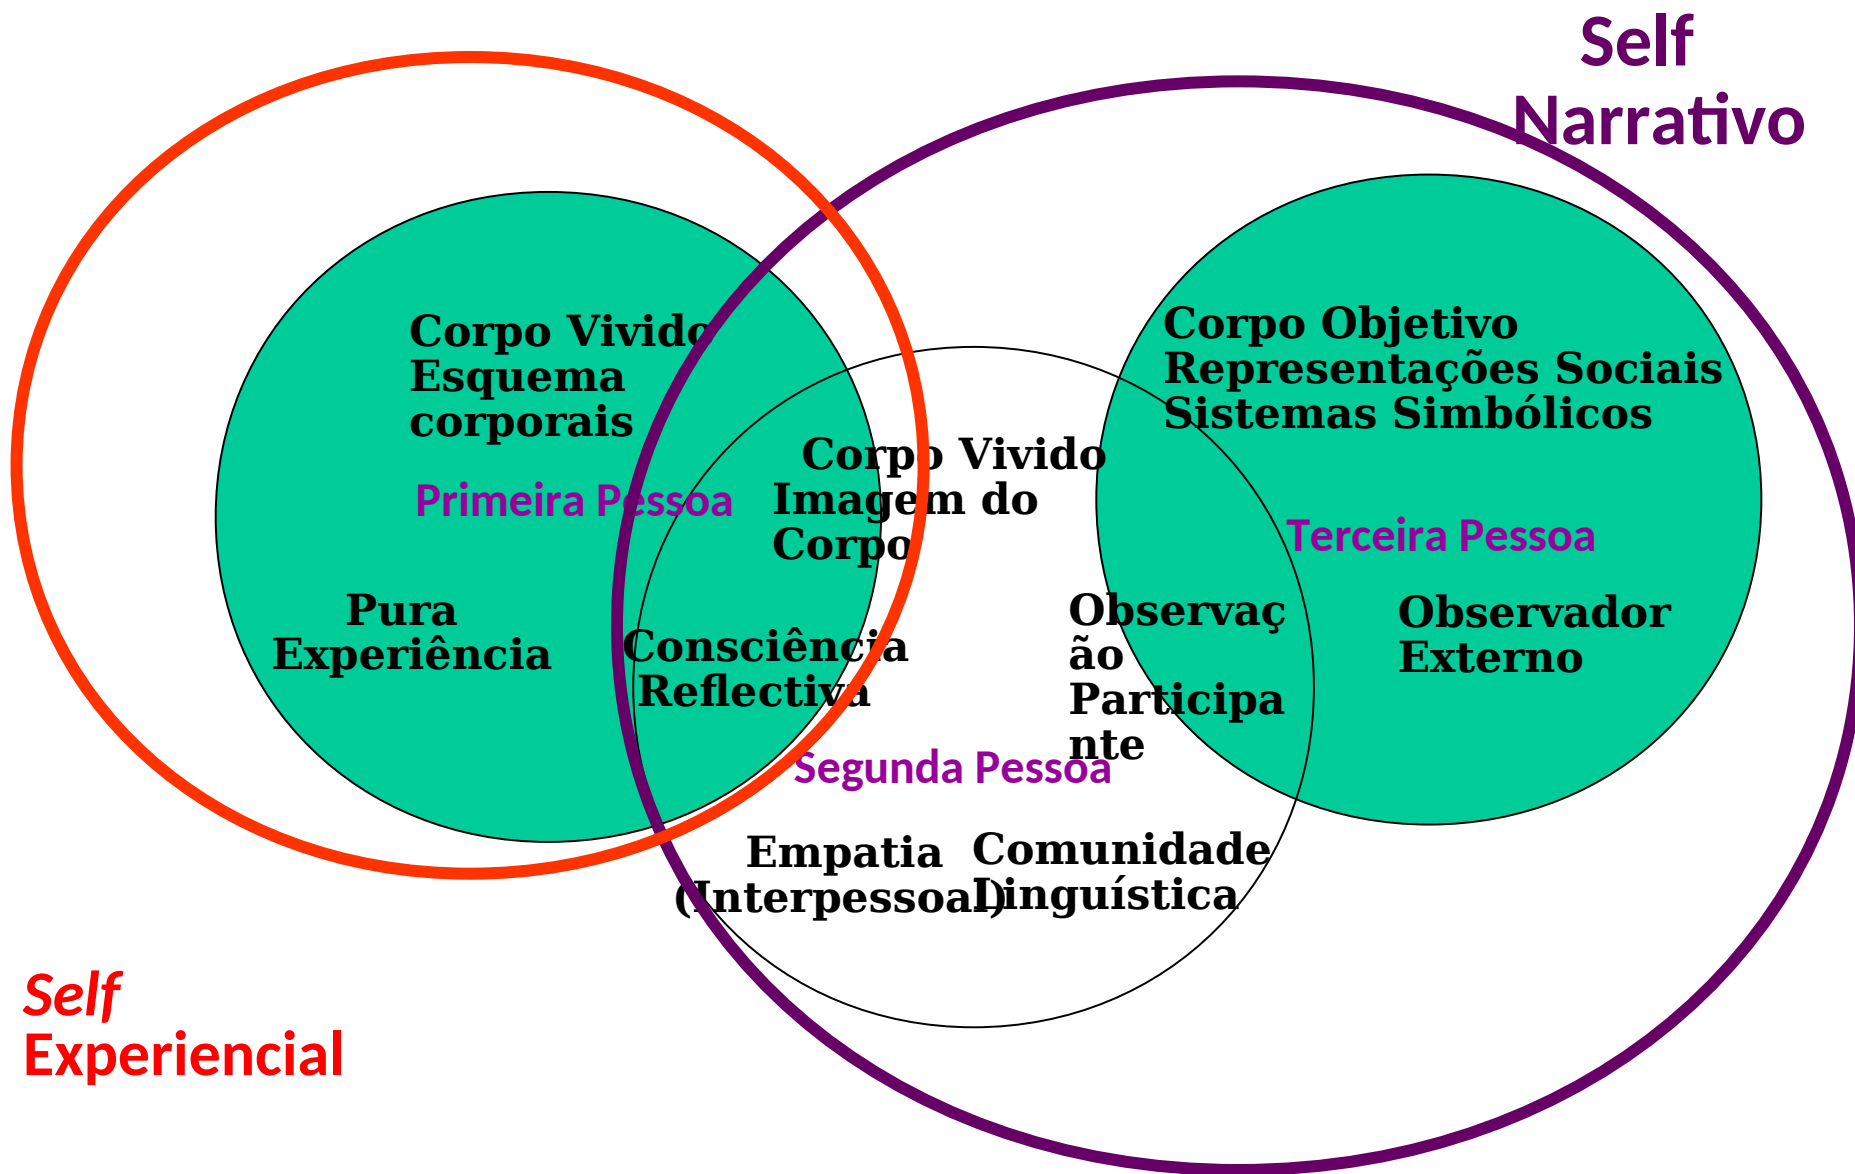 Self
Narrativo
Corpo Vivido
Esquema
corporais
Primeira Pessoa
Pura
Experiência
Corpo Vivido
Imagem do
Corpo
Consciência
Reflectiva
Segunda Pessoa
Empatia
(Interpessoal)
Comunidade
Linguística
Corpo Objetivo
Representações Sociais
Sistemas Simbólicos
Terceira Pessoa
Observaç
ão
Participa
nte
Observador
Externo
Self
Experiencial